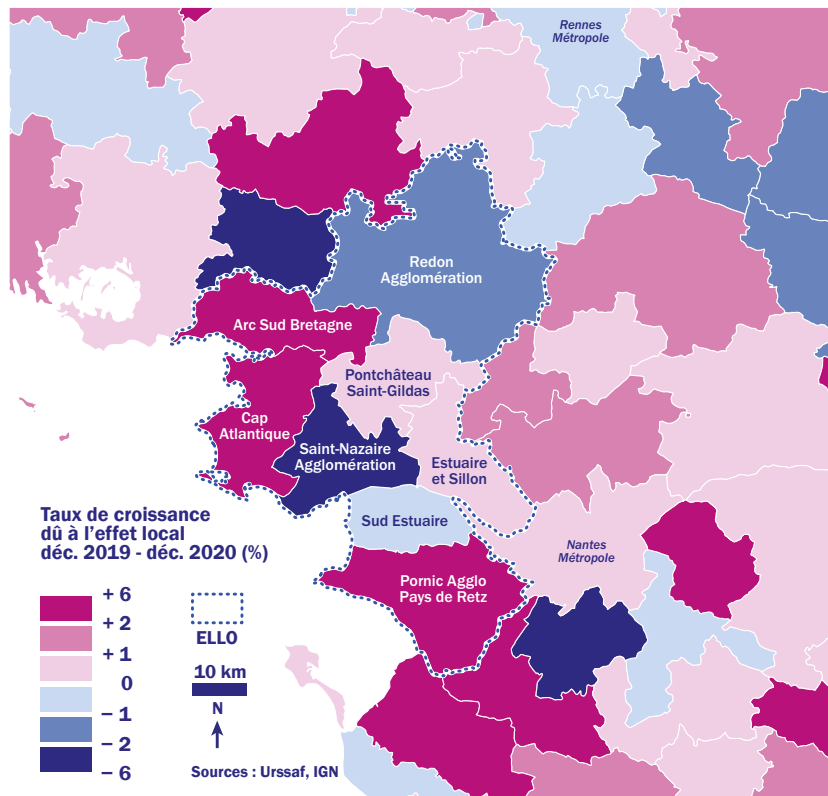 Rennes
Métropole
Redon
Agglomération
Arc Sud Bretagne
Pontchâteau
Saint-Gildas
Cap
Atlantique
Saint-Nazaire
Agglomération
Estuaire
et Sillon
Sud Estuaire
Nantes
Métropole
Pornic Agglo
Pays de Retz
Taux de croissance
dû à l'effet local
déc. 2019 - déc. 2020 (%)
+ 6
+ 2
+ 1
0
– 1
– 2
– 6
ELLO
10 km
N
Sources : Urssaf, IGN